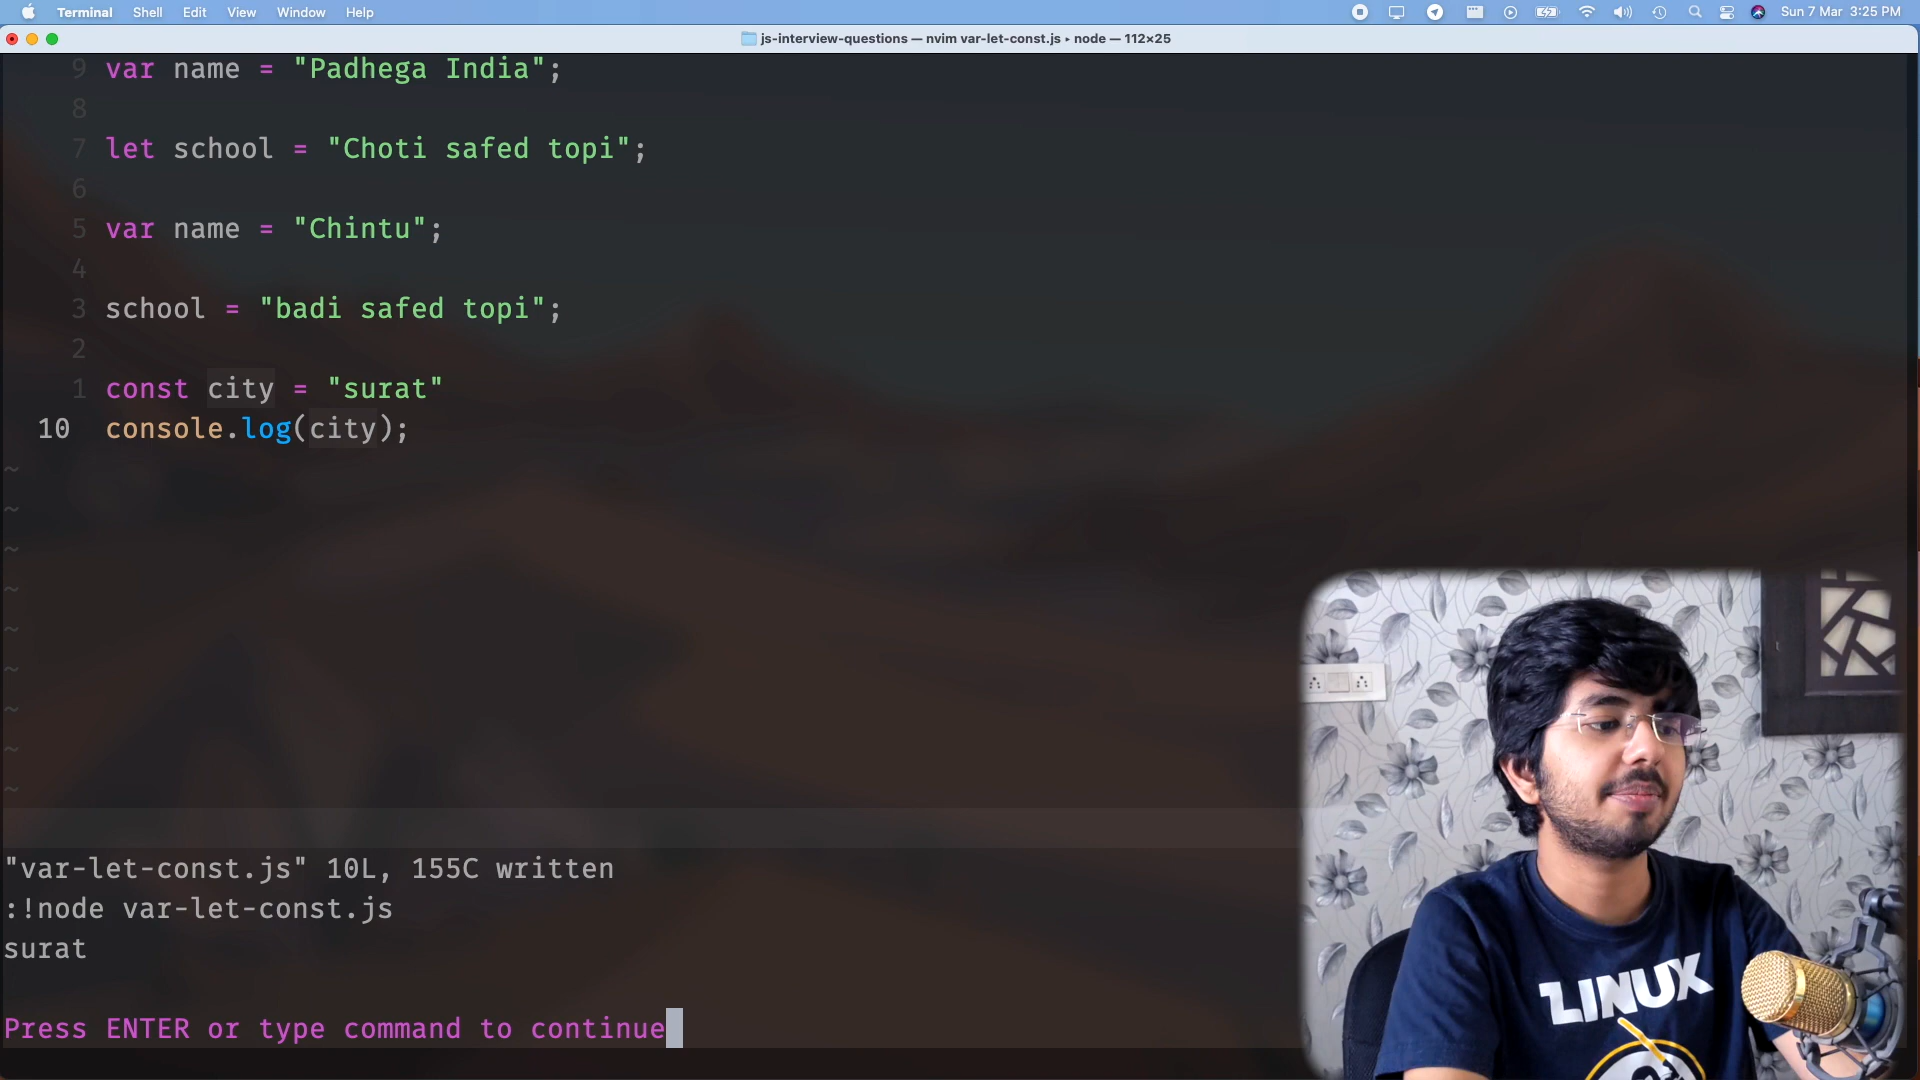 Terminal Shell Edit View Window Help
Sun 7 Mar 3:25 PM
js-interview-questions — nvim var-let-const.js ▸ node — 112×25
9 var name = "Padhega India";
8
7 let school = "Choti safed topi";
6
5 var name = "Chintu";
4
3 school = "badi safed topi";
2
1 const city = "surat"
10 console.log(city);
~
~
~
~
~
~
~
~
~
"var-let-const.js" 10L, 155C written
:!node var-let-const.js
surat
Press ENTER or type command to continue
LINUX